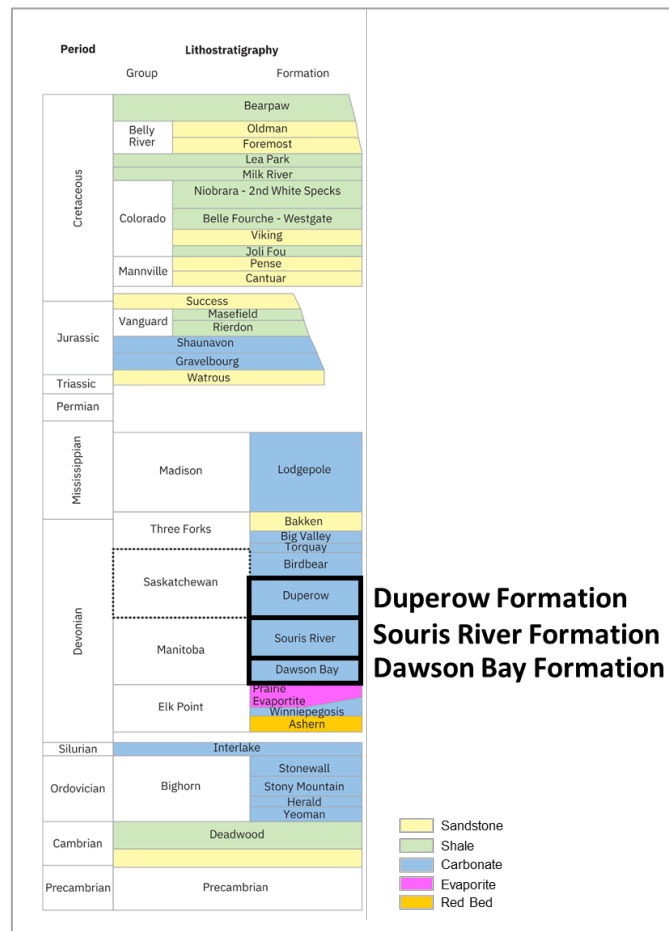 Period
Lithostratigraphy
Group
Formation
Cretaceous
Bearpaw
Belly
River
Oldman
Foremost
Lea Park
Milk River
Colorado
Niobrara - 2nd White Specks
Belle Fourche - Westgate
Viking
Joli Fou
Mannville
Pense
Cantuar
Jurassic
Success
Vanguard
Masefield
Rierdon
Shaunavon
Gravelbourg
Triassic
Watrous
Permian
Mississippian
Madison
Lodgepole
Devonian
Three Forks
Bakken
Big Valley
Torquay
Saskatchewan
Birdbear
Duperow
Duperow Formation
Manitoba
Souris River
Souris River Formation
Dawson Bay
Dawson Bay Formation
Elk Point
Prairie
Evaportite
Winniepegosis
Ashern
Silurian
Interlake
Ordovician
Bighorn
Stonewall
Stony Mountain
Herald
Yeoman
Cambrian
Deadwood
Precambrian
Precambrian
Sandstone
Shale
Carbonate
Evaporite
Red Bed